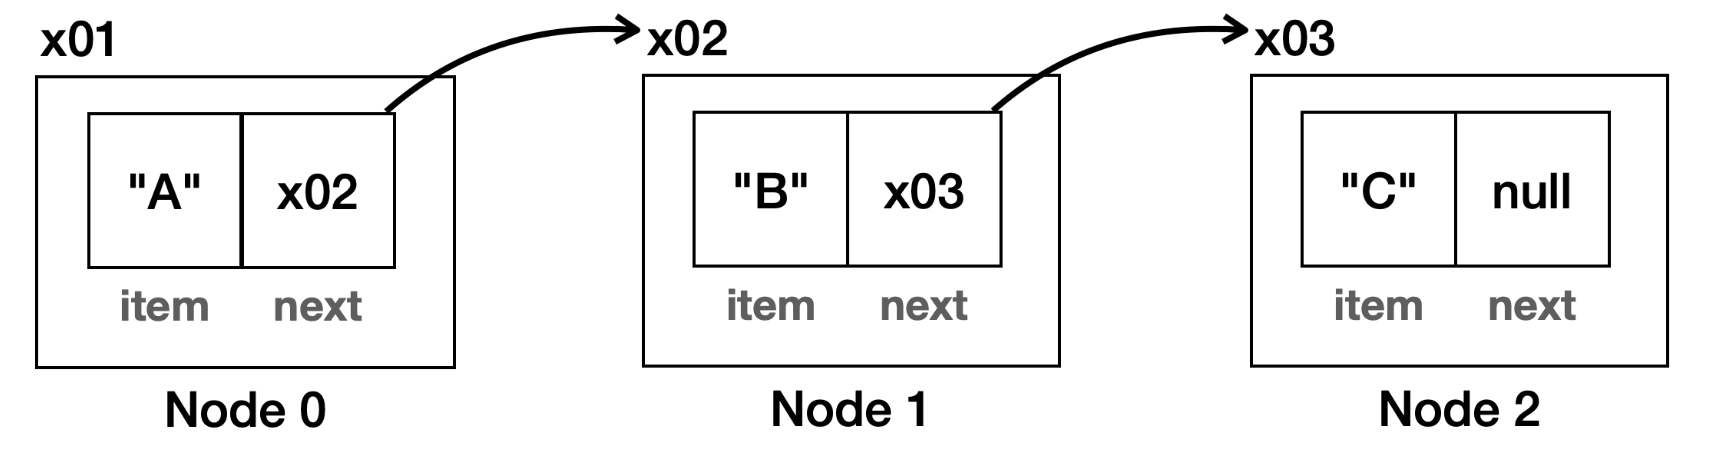 x01 x02 x03
"A" x02 "B" x03 "C" null
item next item next item next
Node 0 Node 1 Node 2